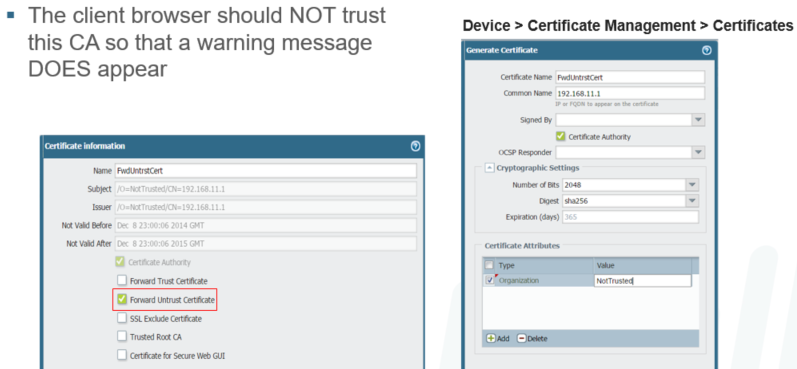 The client browser should NOT trust
this CA so that a warning message
DOES appear
Device > Certificate Management > Certificates
Certificate information
Name FwdUntrstCert
Subject /O=NotTrusted/CN=192.168.11.1
Issuer /O=NotTrusted/CN=192.168.11.1
Not Valid Before Dec 8 23:00:06 2014 GMT
Not Valid After Dec 8 23:00:06 2015 GMT
Certificate Authority
Forward Trust Certificate
Forward Untrust Certificate
SSL Exclude Certificate
Trusted Root CA
Certificate for Secure Web GUI
Generate Certificate
Certificate Name FwdUntrstCert
Common Name 192.168.11.1
IP or FQDN to appear on the certificate
Signed By
Certificate Authority
OCSP Responder
Cryptographic Settings
Number of Bits 2048
Digest sha256
Expiration (days) 365
Certificate Attributes
Type Value
Organization NotTrusted
Add Delete